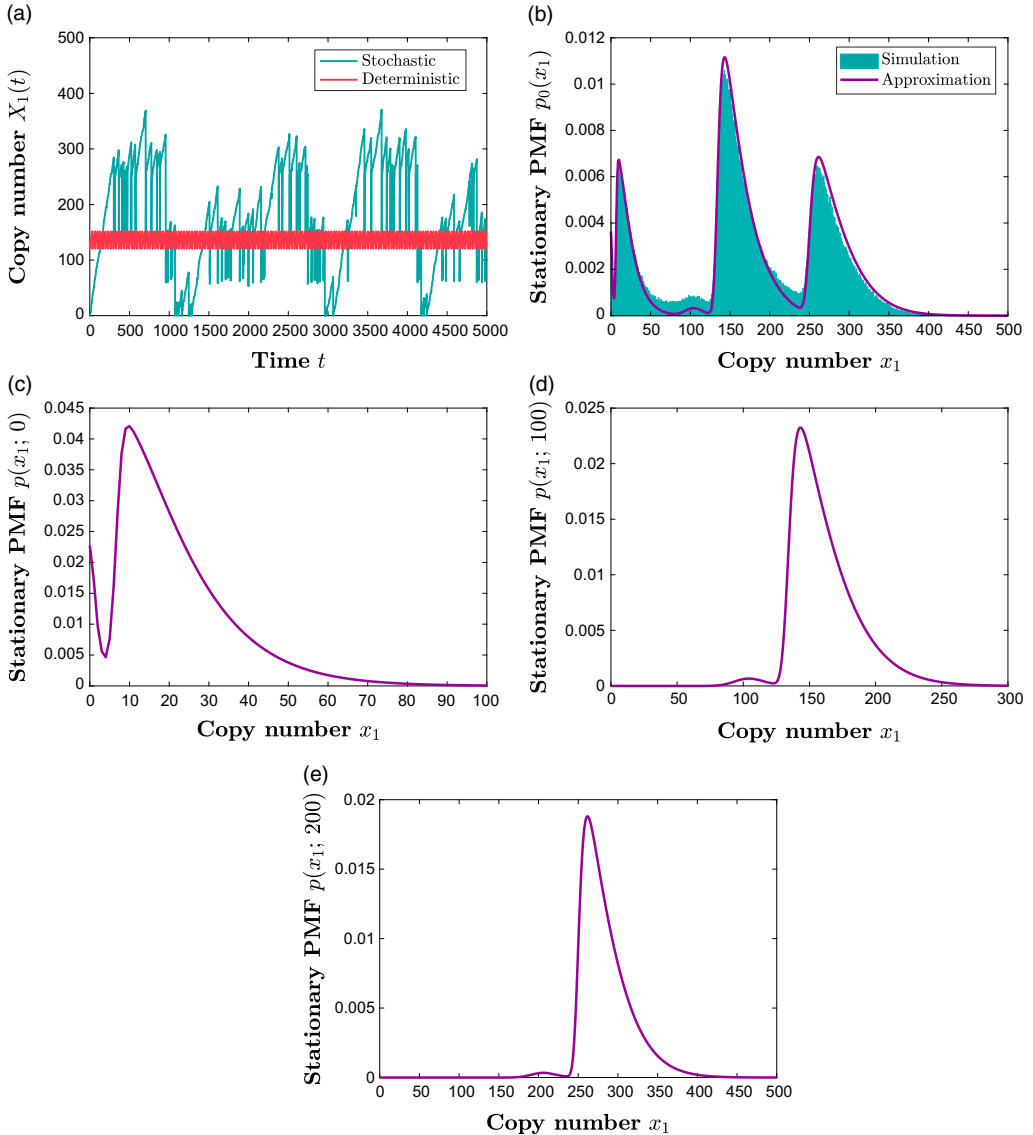 (a)
Copy number X₁(t)
500
400
300
200
100
0
Stochastic
Deterministic
0 500 1000 1500 2000 2500 3000 3500 4000 4500 5000
Time t
(b)
Stationary PMF p₀(x₁)
0.012
0.01
0.008
0.006
0.004
0.002
0
Simulation
Approximation
0 50 100 150 200 250 300 350 400 450 500
Copy number x₁
(c)
Stationary PMF p(x₁; 0)
0.045
0.04
0.035
0.03
0.025
0.02
0.015
0.01
0.005
0
0 10 20 30 40 50 60 70 80 90 100
Copy number x₁
(d)
Stationary PMF p(x₁; 100)
0.025
0.02
0.015
0.01
0.005
0
0 50 100 150 200 250 300
Copy number x₁
(e)
Stationary PMF p(x₁; 200)
0.02
0.015
0.01
0.005
0
0 50 100 150 200 250 300 350 400 450 500
Copy number x₁